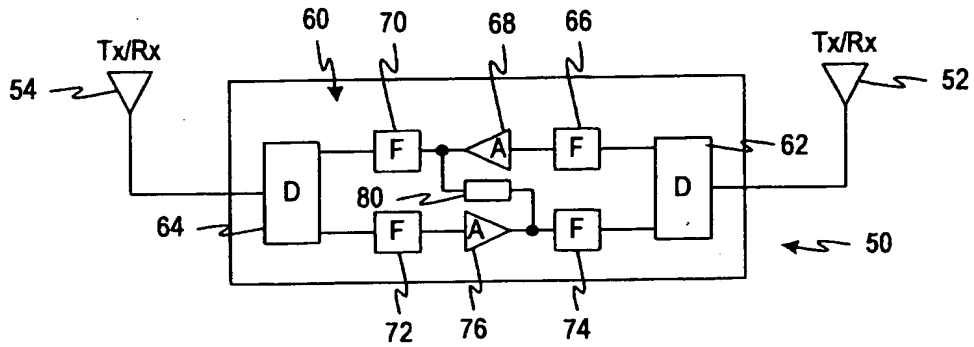 60 70 68 66
Tx/Rx Tx/Rx
54 52
F A F 62
D 80 D
64 F A F 50
72 76 74